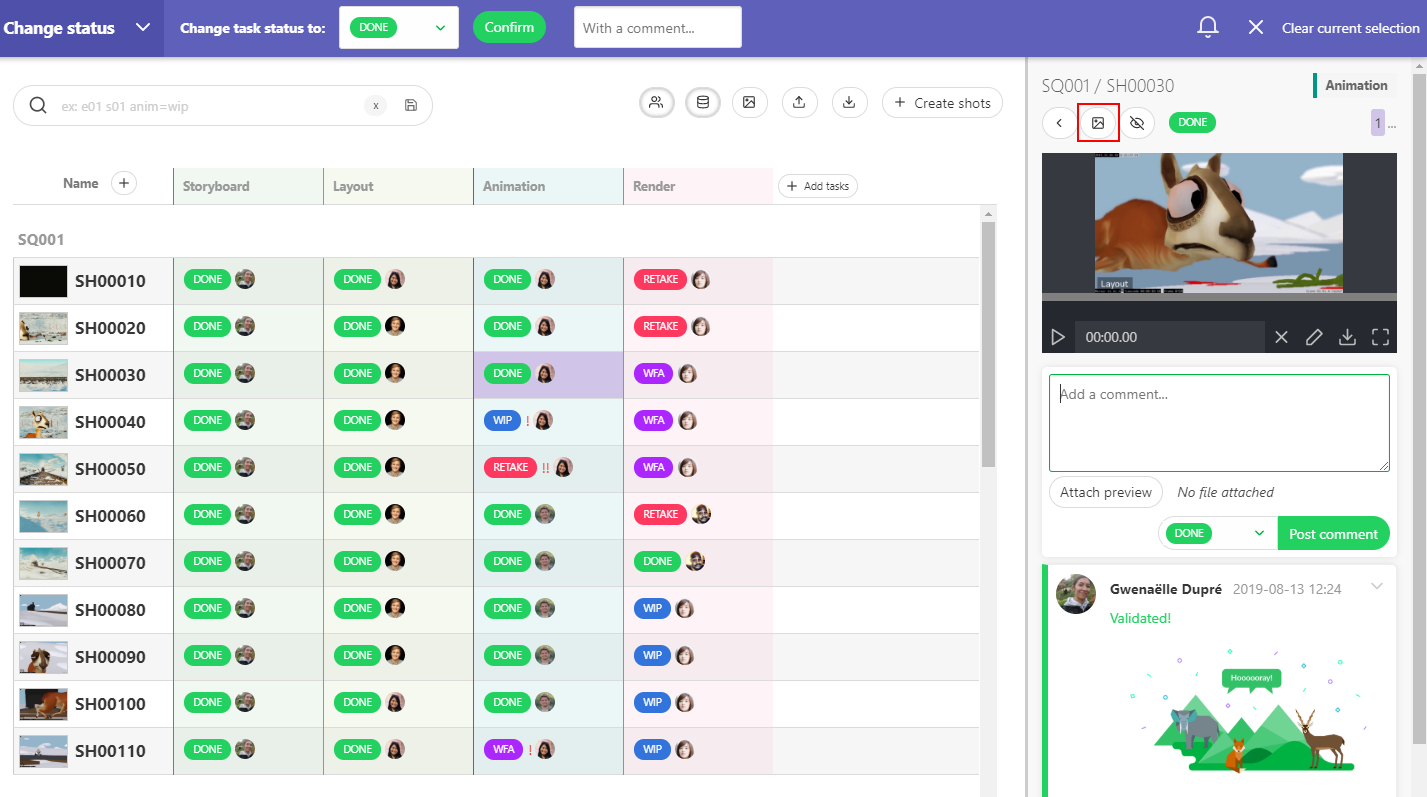 Change status
Change task status to:
DONE
Confirm
With a comment...
Clear current selection
ex: e01 s01 anim=wip
x
+ Create shots
Name +
Storyboard
Layout
Animation
Render
+ Add tasks
SQ001
SH00010 DONE DONE DONE RETAKE
SH00020 DONE DONE DONE RETAKE
SH00030 DONE DONE DONE WFA
SH00040 DONE DONE WIP ! WFA
SH00050 DONE DONE RETAKE !! WFA
SH00060 DONE DONE DONE RETAKE
SH00070 DONE DONE DONE DONE
SH00080 DONE DONE DONE WIP
SH00090 DONE DONE DONE WIP
SH00100 DONE DONE DONE WIP
SH00110 DONE DONE WFA ! WIP
SQ001 / SH00030
Animation
DONE
1 ...
Layout
00:00.00
Add a comment...
Attach preview No file attached
DONE
Post comment
Gwenaëlle Dupré 2019-08-13 12:24
Validated!
Hoooooray!